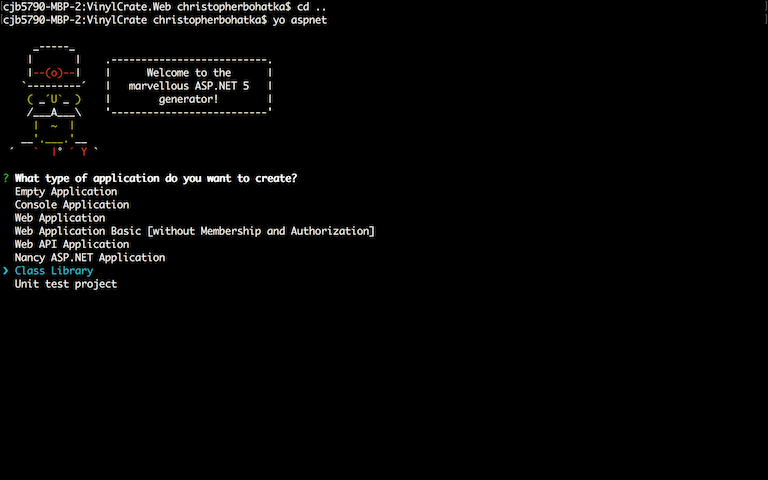 [cjb5790-MBP-2:VinylCrate.Web christopherbohatka$ cd ..                    ]
[cjb5790-MBP-2:VinylCrate christopherbohatka$ yo aspnet                    ]
Welcome to the
marvellous ASP.NET 5
generator!
? What type of application do you want to create?
Empty Application
Console Application
Web Application
Web Application Basic [without Membership and Authorization]
Web API Application
Nancy ASP.NET Application
❯ Class Library
Unit test project